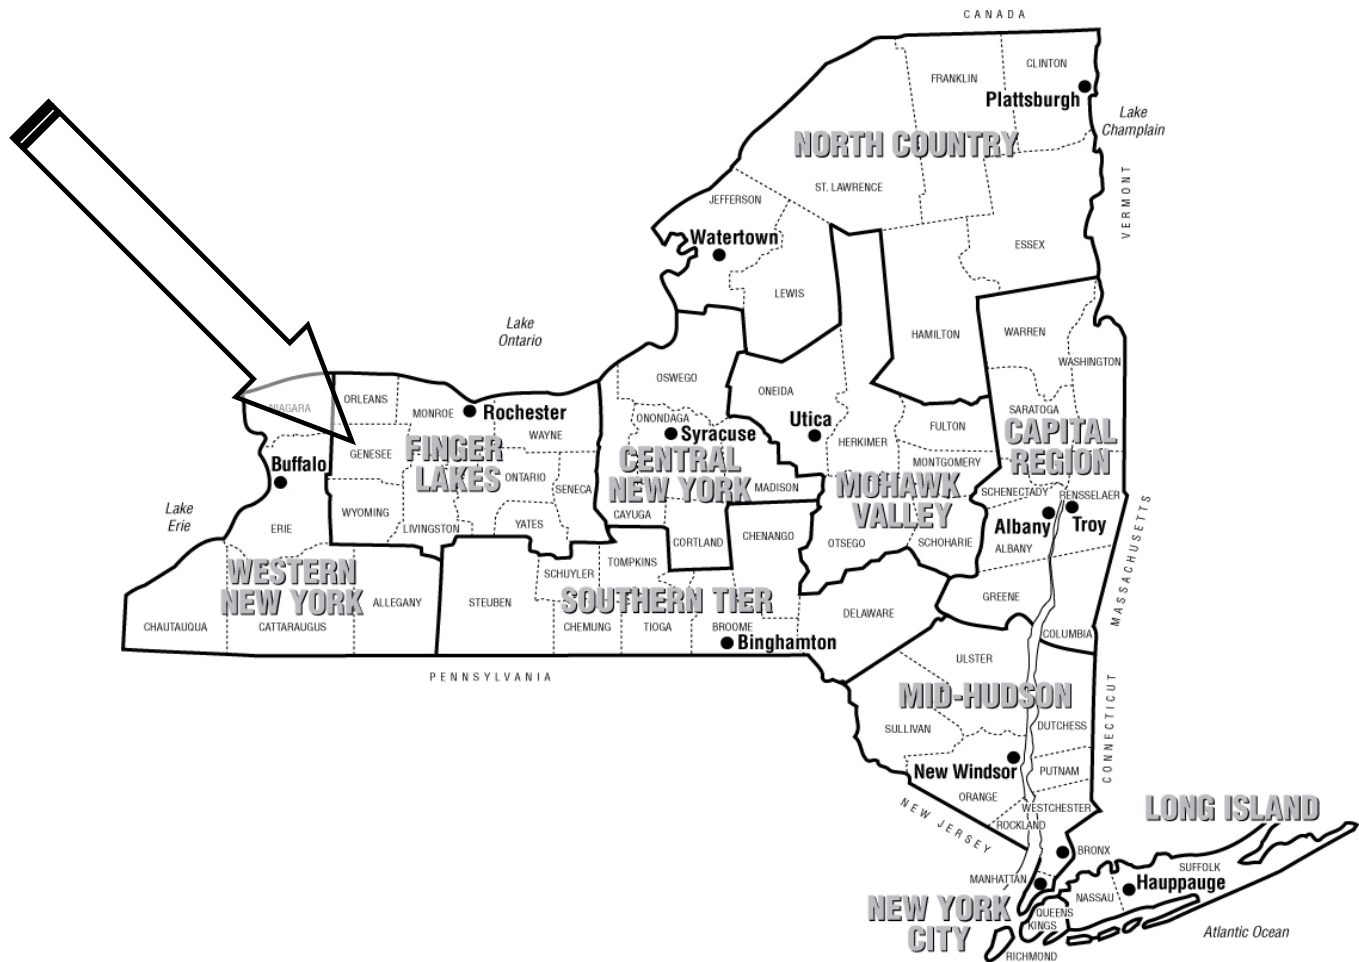 CANADA
CLINTON
FRANKLIN
Plattsburgh
Lake
Champlain
NORTH COUNTRY
VERMONT
ST. LAWRENCE
JEFFERSON
Watertown
ESSEX
LEWIS
Lake
Ontario
HAMILTON
WARREN
WASHINGTON
OSWEGO
ONEIDA
NIAGARA
ORLEANS
MONROE
Rochester
ONONDAGA
Utica
SARATOGA
FULTON
WAYNE
Syracuse
HERKIMER
CAPITAL
REGION
GENESEE
FINGER
LAKES
CENTRAL
NEW YORK
MONTGOMERY
Buffalo
ONTARIO
SENECA
MADISON
MOHAWK
VALLEY
SCHENECTADY
RENSSELAER
Lake
Erie
WYOMING
CAYUGA
Albany
Troy
MASSACHUSETTS
ERIE
LIVINGSTON
YATES
CORTLAND
CHENANGO
OTSEGO
SCHOHARIE
ALBANY
WESTERN
NEW YORK
SCHUYLER
TOMPKINS
ALLEGANY
STEUBEN
SOUTHERN TIER
DELAWARE
GREENE
CHAUTAUQUA
CATTARAUGUS
CHEMUNG
TIOGA
BROOME
Binghamton
COLUMBIA
PENNSYLVANIA
ULSTER
MID-HUDSON
SULLIVAN
DUTCHESS
CONNECTICUT
New Windsor
PUTNAM
ORANGE
NEW JERSEY
WESTCHESTER
ROCKLAND
LONG ISLAND
BRONX
MANHATTAN
SUFFOLK
NASSAU
Hauppauge
NEW YORK
CITY
QUEENS
KINGS
Atlantic Ocean
RICHMOND